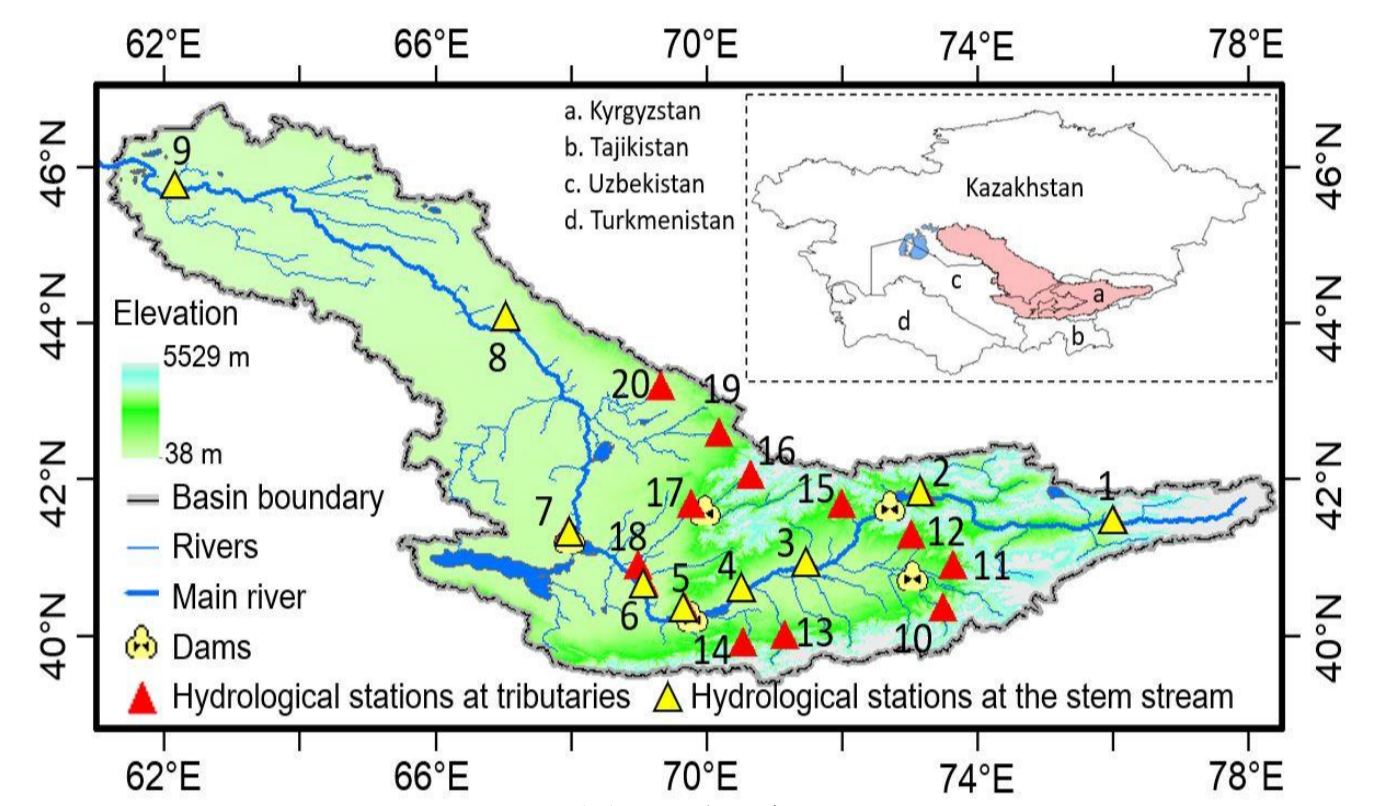 62°E 66°E 70°E 74°E 78°E
46°N
44°N
42°N
40°N
46°N
44°N
42°N
40°N
a. Kyrgyzstan
b. Tajikistan
c. Uzbekistan
d. Turkmenistan
Kazakhstan
c
a
d
b
9
8
20
19
16
2
1
17
15
7
18
3
12
4
11
5
6
10
13
14
Elevation
5529 m
38 m
Basin boundary
Rivers
Main river
Dams
Hydrological stations at tributaries
Hydrological stations at the stem stream
62°E 66°E 70°E 74°E 78°E